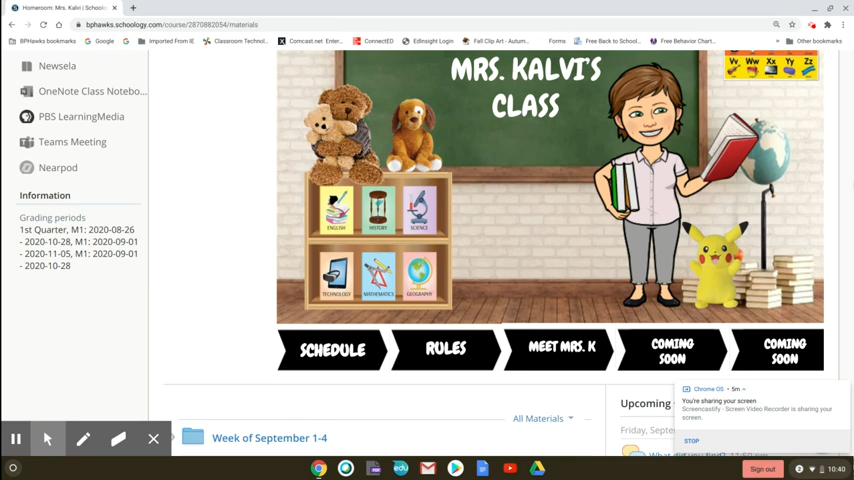 Homeroom: Mrs. Kalvi | Schoolo
bphawks.schoology.com/course/2870882054/materials
BPHawks bookmarks
Google
Imported From IE
Classroom Technol...
Comcast.net Enter...
ConnectED
EdInsight Login
Fall Clip Art - Autum...
Forms
Free Back to School...
Free Behavior Chart...
»
Other bookmarks
Newsela
OneNote Class Notebo...
PBS LearningMedia
Teams Meeting
Nearpod
Information
Grading periods
1st Quarter, M1: 2020-08-26
- 2020-10-28, M1: 2020-09-01
- 2020-11-05, M1: 2020-09-01
- 2020-10-28
MRS. KALVI'S
CLASS
Vv Ww Xx Yy Zz
ENGLISH HISTORY SCIENCE
TECHNOLOGY MATHEMATICS GEOGRAPHY
SCHEDULE
RULES
MEET MRS. K
COMING
SOON
COMING
SOON
All Materials
Week of September 1-4
Upcoming
Friday, Septe
Chrome OS • 5m
You're sharing your screen
Screencastify - Screen Video Recorder is sharing your
screen.
STOP
Sign out
2
10:40